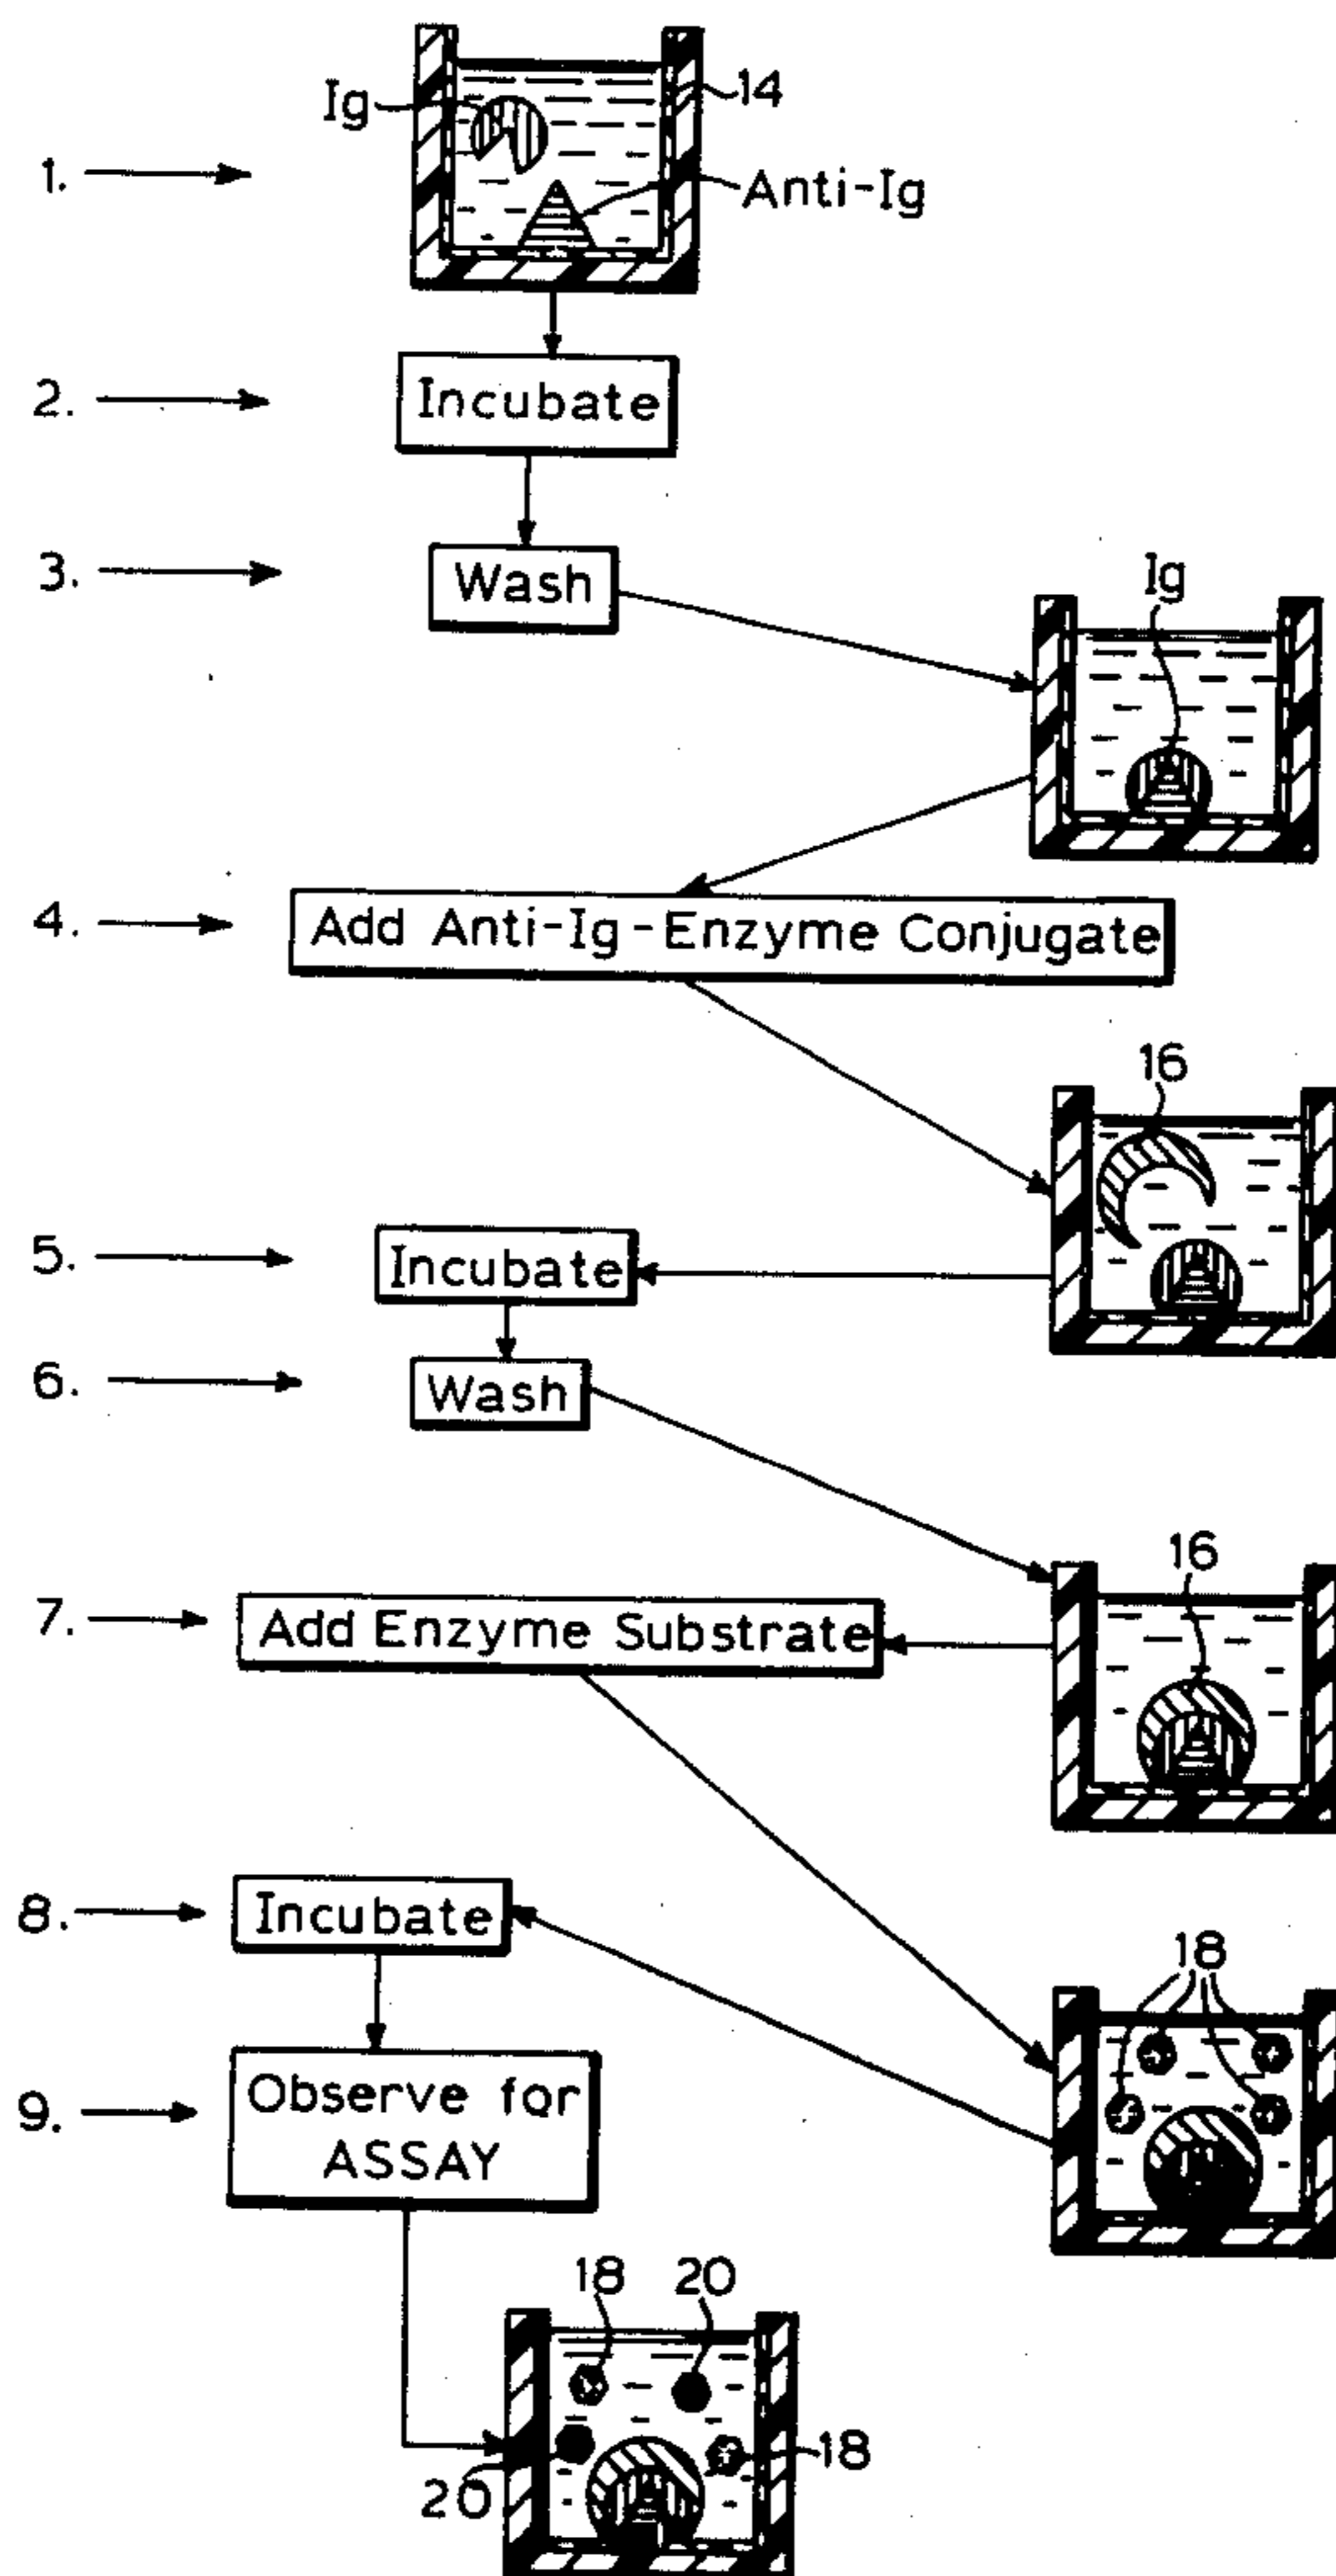 Ig
14
1.
Anti-Ig
2.
Incubate
3.
Wash
Ig
4.
Add Anti-Ig-Enzyme Conjugate
16
5.
Incubate
6.
Wash
16
7.
Add Enzyme Substrate
8.
Incubate
18
9.
Observe for
ASSAY
18
20
18
20